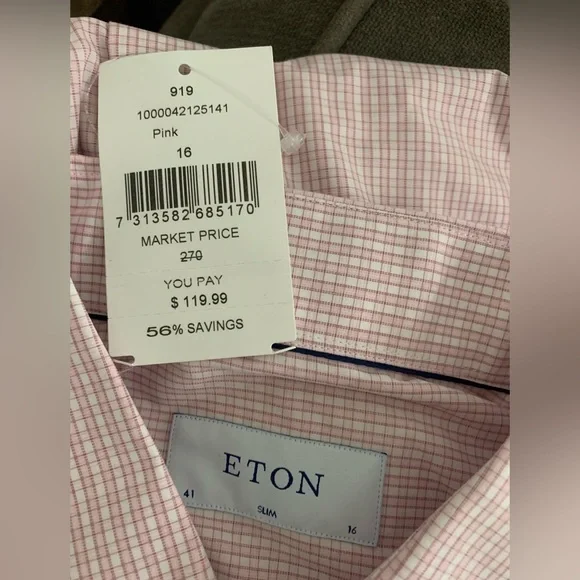 919
1000042125141
Pink
16
7 313582 685170
MARKET PRICE
270
YOU PAY
$ 119.99
56% SAVINGS
ETON
41
SLIM
16